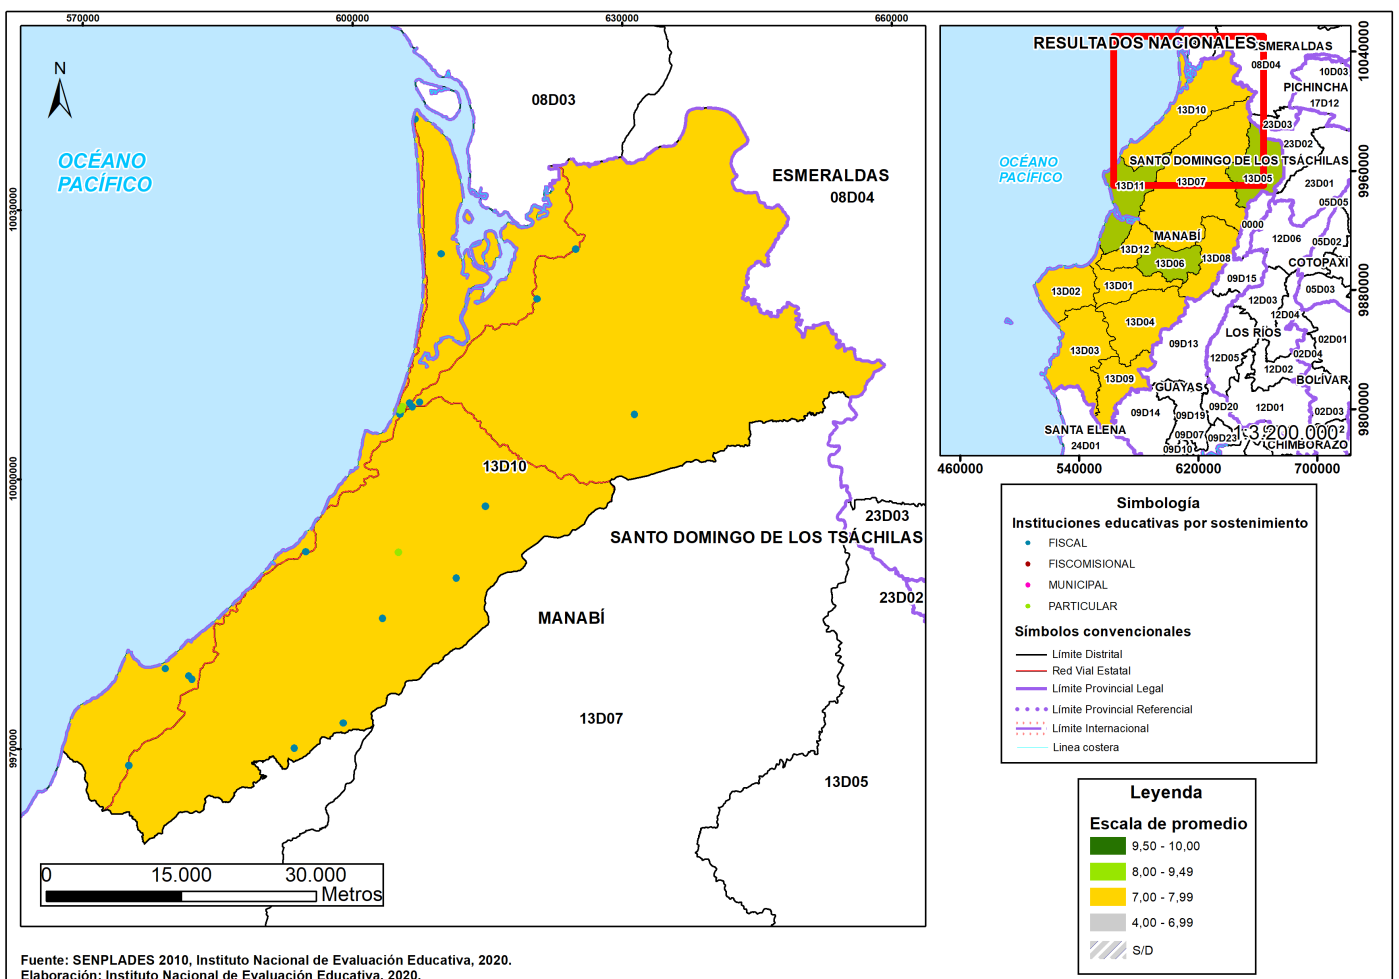 570000
600000
630000
660000
10030000
1000000
9970000
N
OCÉANO
PACÍFICO
08D03
ESMERALDAS
08D04
13D10
SANTO DOMINGO DE LOS TSÁCHILAS
23D03
23D02
MANABÍ
13D07
13D05
0
15.000
30.000
Metros
Fuente: SENPLADES 2010, Instituto Nacional de Evaluación Educativa, 2020.
Elaboración: Instituto Nacional de Evaluación Educativa, 2020.
RESULTADOS NACIONALES
ESMERALDAS
08D04
10D03
PICHINCHA
17D12
13D10
23D03
23D02
OCÉANO
PACÍFICO
SANTO DOMINGO DE LOS TSÁCHILAS
13D11
13D07
13D05
23D01
05D05
0000
MANABÍ
12D06
05D02
13D12
13D06
13D08
COTOPAXI
09D15
05D03
13D02
13D01
12D03
12D04
13D04
LOS RÍOS
02D01
13D03
09D13
12D05
02D04
12D02
13D09
BOLÍVAR
GUAYAS
09D14
09D19
09D20
12D01
02D03
SANTA ELENA
24D01
09D07
09D23
1:3.200.000
2
CHIMBORAZO
09D10
10040000
9960000
9880000
9800000
460000
540000
620000
700000
Simbología
Instituciones educativas por sostenimiento
FISCAL
FISCOMISIONAL
MUNICIPAL
PARTICULAR
Símbolos convencionales
Límite Distrital
Red Vial Estatal
Límite Provincial Legal
Límite Provincial Referencial
Límite Internacional
Linea costera
Leyenda
Escala de promedio
9,50 - 10,00
8,00 - 9,49
7,00 - 7,99
4,00 - 6,99
S/D